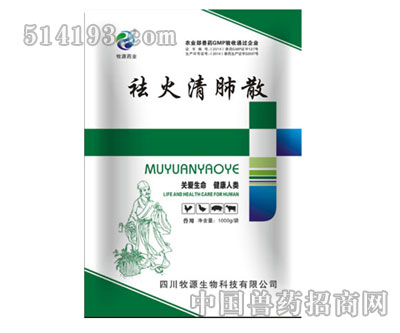 514193.com
牧源药业
农业部兽药GMP验收通过企业
祛火清肺散
MUYUANYAOYE
关爱生命 健康人类
LIFE AND HEALTH CARE FOR HUMAN
兽用 净含量：1000g/袋
四川牧源生物科技有限公司
中国兽药招商网